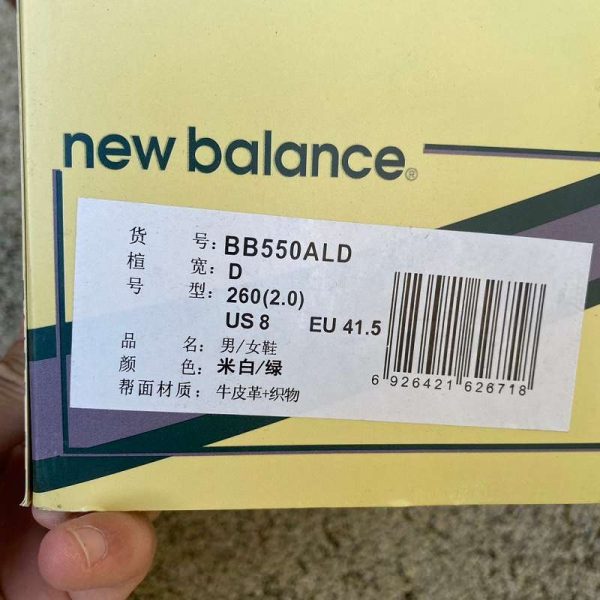 new balance®
货 号: BB550ALD
楦 宽: D
号 型: 260(2.0)
US 8 EU 41.5
品 名: 男/女鞋
颜 色: 米白/绿
帮面材质: 牛皮革+织物
6 926421 626718